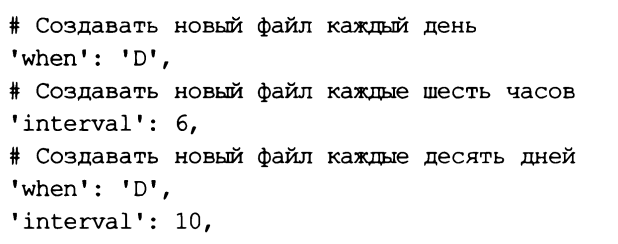 # Создавать новый файл каждый день
'when': 'D',
# Создавать новый файл каждые шесть часов
'interval': 6,
# Создавать новый файл каждые десять дней
'when': 'D',
'interval': 10,